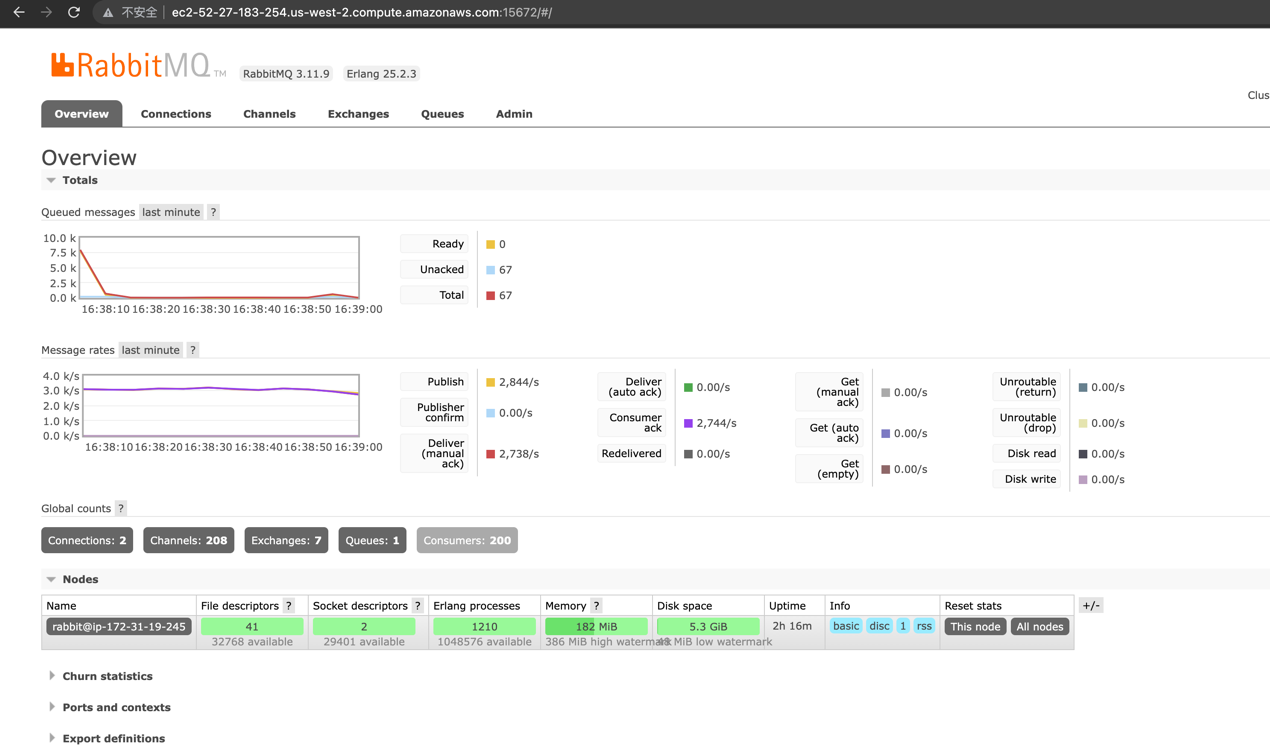 不安全 ec2-52-27-183-254.us-west-2.compute.amazonaws.com:15672/#/
RabbitMQ TM RabbitMQ 3.11.9 Erlang 25.2.3
Clus
Overview Connections Channels Exchanges Queues Admin
Overview
Totals
Queued messages last minute ?
10.0 k
7.5 k
5.0 k
2.5 k
0.0 k
16:38:10 16:38:20 16:38:30 16:38:40 16:38:50 16:39:00
Ready 0
Unacked 67
Total 67
Message rates last minute ?
4.0 k/s
3.0 k/s
2.0 k/s
1.0 k/s
0.0 k/s
16:38:10 16:38:20 16:38:30 16:38:40 16:38:50 16:39:00
Publish 2,844/s
Publisher
confirm 0.00/s
Deliver
(manual
ack) 2,738/s
Deliver
(auto ack) 0.00/s
Consumer
ack 2,744/s
Redelivered 0.00/s
Get
(manual
ack) 0.00/s
Get (auto
ack) 0.00/s
Get
(empty) 0.00/s
Unroutable
(return) 0.00/s
Unroutable
(drop) 0.00/s
Disk read 0.00/s
Disk write 0.00/s
Global counts ?
Connections: 2 Channels: 208 Exchanges: 7 Queues: 1 Consumers: 200
Nodes
Name File descriptors ? Socket descriptors ? Erlang processes Memory ? Disk space Uptime Info Reset stats +/-
rabbit@ip-172-31-19-245 41 2 1210 182 MiB 5.3 GiB 2h 16m basic disc 1 rss This node All nodes
32768 available 29401 available 1048576 available 386 MiB high watermark 48 MiB low watermark
Churn statistics
Ports and contexts
Export definitions